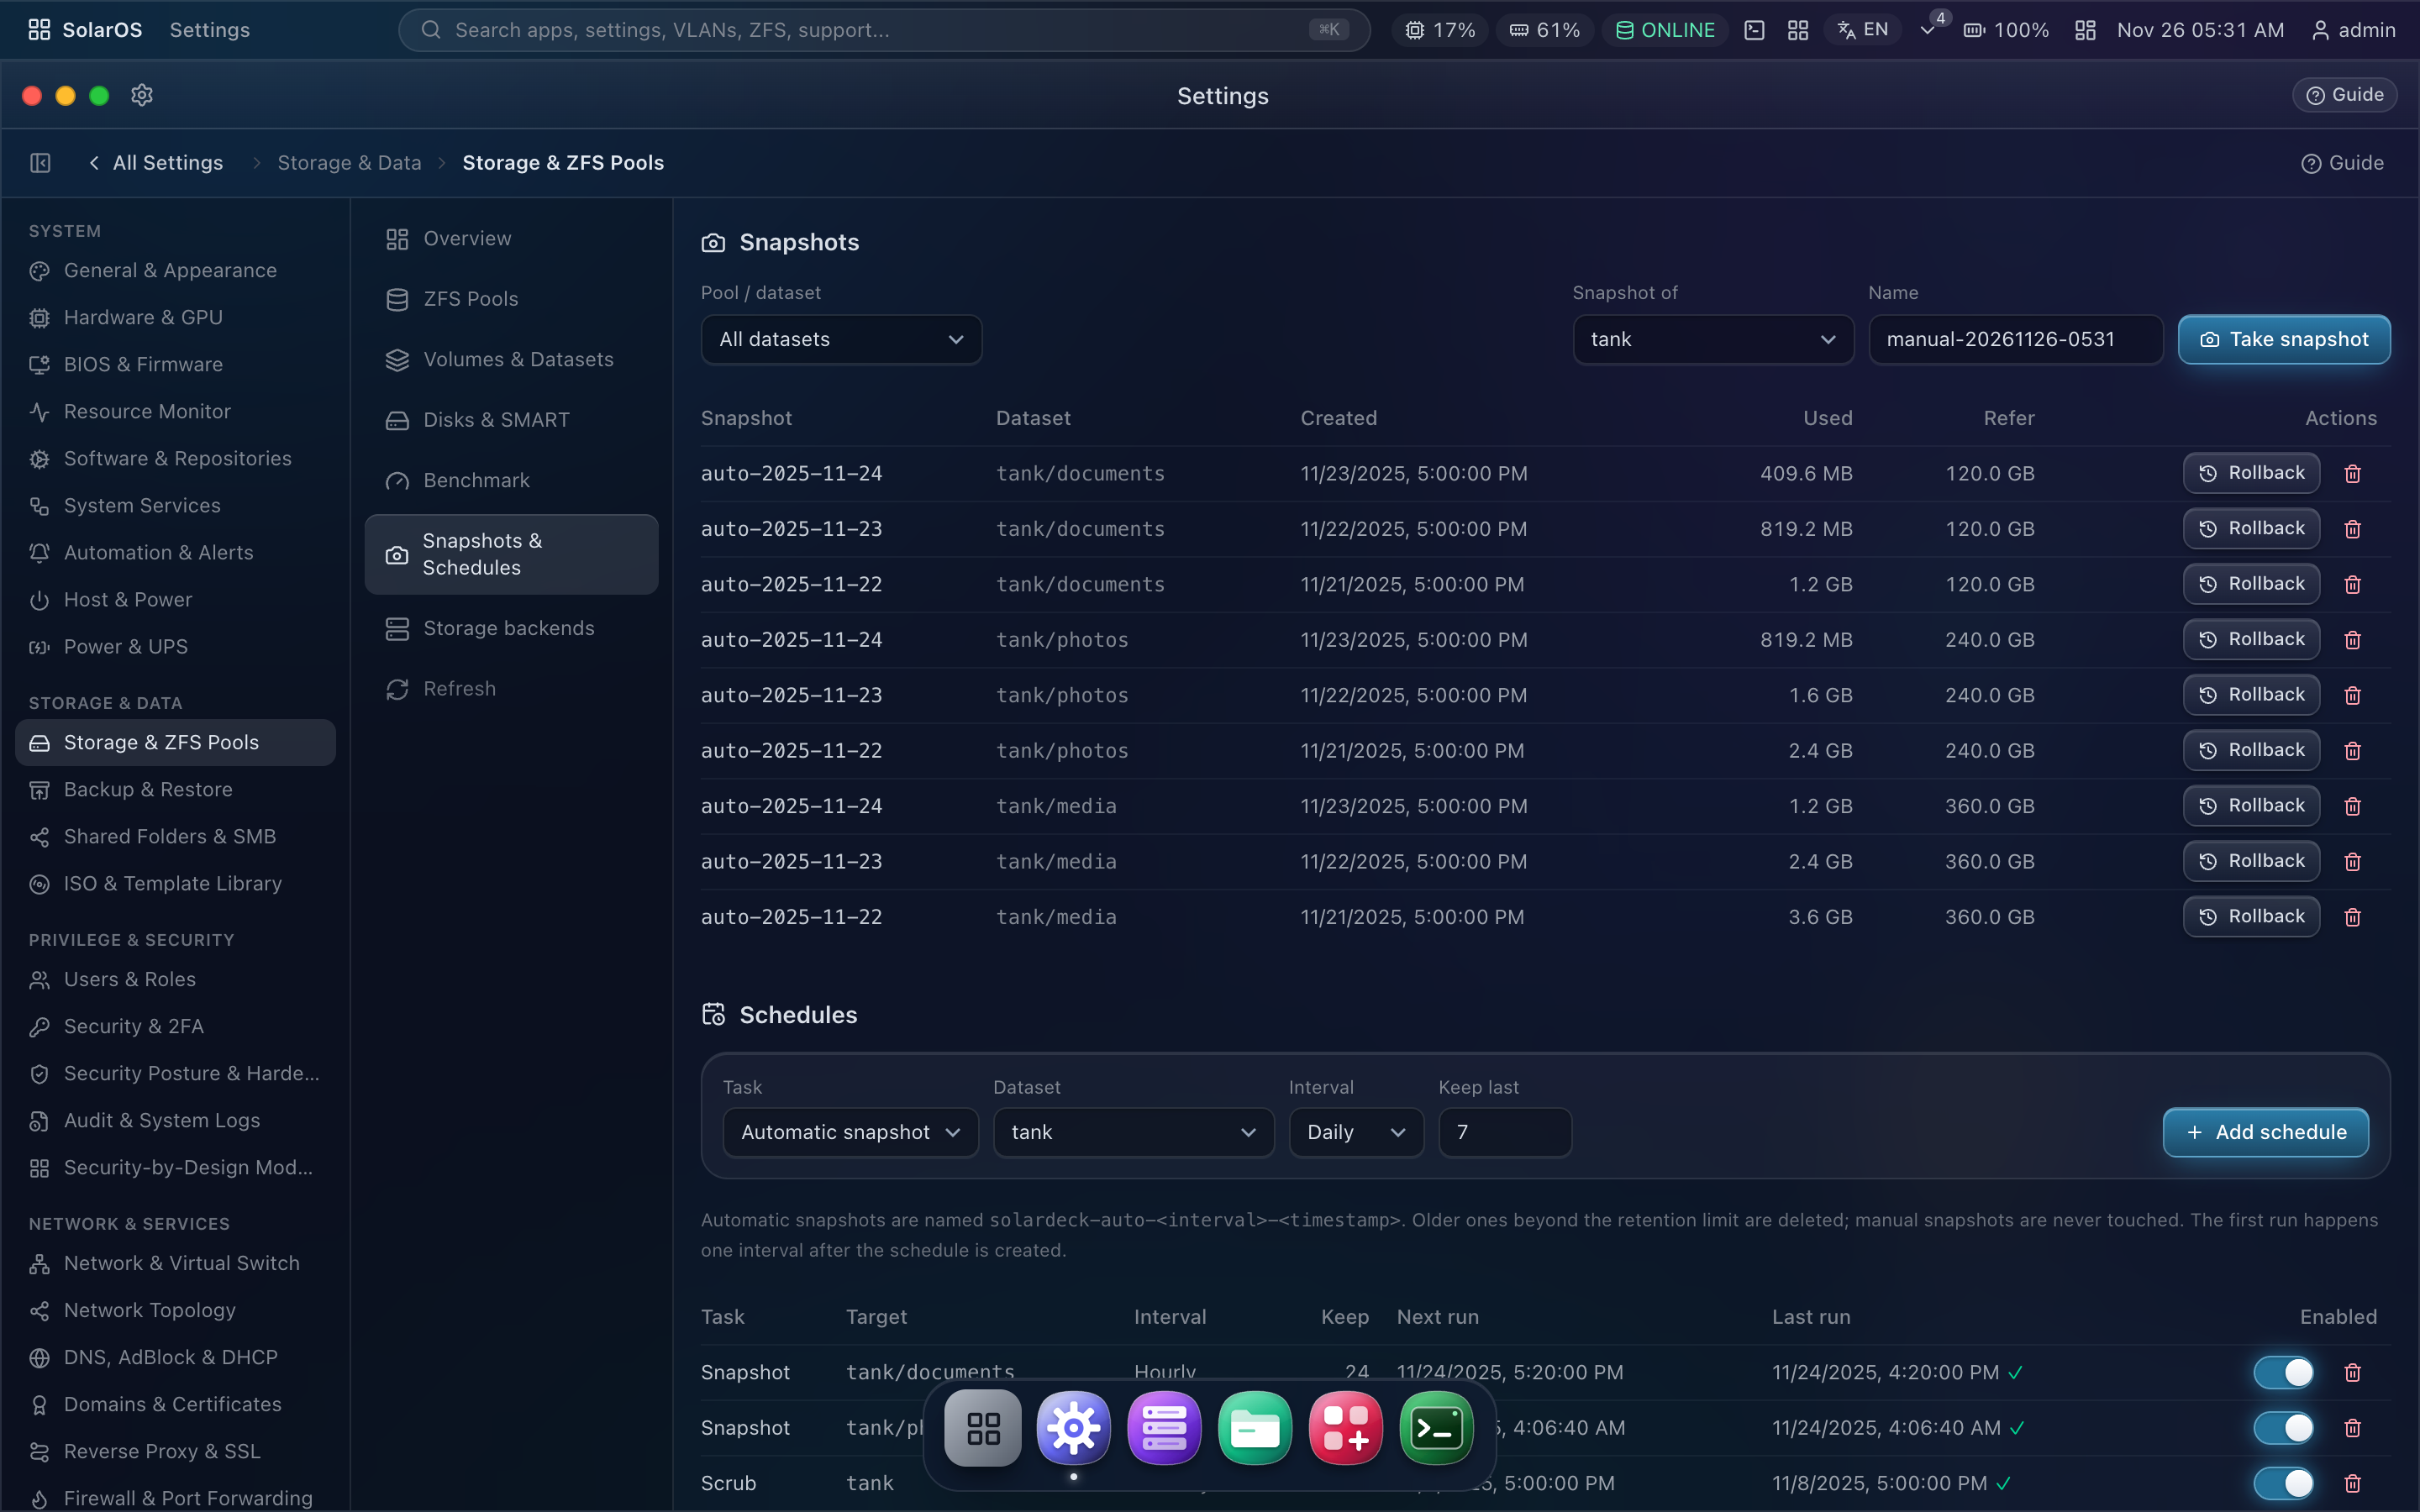 SolarOS
Settings
Search apps, settings, VLANs, ZFS, support...
⌘K
17%
61%
ONLINE
EN
4
100%
Nov 26 05:31 AM
admin
Settings
Guide
All Settings
Storage & Data
Storage & ZFS Pools
Guide
SYSTEM
General & Appearance
Hardware & GPU
BIOS & Firmware
Resource Monitor
Software & Repositories
System Services
Automation & Alerts
Host & Power
Power & UPS
STORAGE & DATA
Storage & ZFS Pools
Backup & Restore
Shared Folders & SMB
ISO & Template Library
PRIVILEGE & SECURITY
Users & Roles
Security & 2FA
Security Posture & Harde...
Audit & System Logs
Security-by-Design Mod...
NETWORK & SERVICES
Network & Virtual Switch
Network Topology
DNS, AdBlock & DHCP
Domains & Certificates
Reverse Proxy & SSL
Firewall & Port Forwarding
Overview
ZFS Pools
Volumes & Datasets
Disks & SMART
Benchmark
Snapshots &
Schedules
Storage backends
Refresh
Snapshots
Pool / dataset
All datasets
Snapshot of
tank
Name
manual-20261126-0531
Take snapshot
Snapshot Dataset Created Used Refer Actions
auto-2025-11-24 tank/documents 11/23/2025, 5:00:00 PM 409.6 MB 120.0 GB Rollback
auto-2025-11-23 tank/documents 11/22/2025, 5:00:00 PM 819.2 MB 120.0 GB Rollback
auto-2025-11-22 tank/documents 11/21/2025, 5:00:00 PM 1.2 GB 120.0 GB Rollback
auto-2025-11-24 tank/photos 11/23/2025, 5:00:00 PM 819.2 MB 240.0 GB Rollback
auto-2025-11-23 tank/photos 11/22/2025, 5:00:00 PM 1.6 GB 240.0 GB Rollback
auto-2025-11-22 tank/photos 11/21/2025, 5:00:00 PM 2.4 GB 240.0 GB Rollback
auto-2025-11-24 tank/media 11/23/2025, 5:00:00 PM 1.2 GB 360.0 GB Rollback
auto-2025-11-23 tank/media 11/22/2025, 5:00:00 PM 2.4 GB 360.0 GB Rollback
auto-2025-11-22 tank/media 11/21/2025, 5:00:00 PM 3.6 GB 360.0 GB Rollback
Schedules
Task Dataset Interval Keep last
Automatic snapshot tank Daily 7 + Add schedule
Automatic snapshots are named solardeck-auto-<interval>-<timestamp>. Older ones beyond the retention limit are deleted; manual snapshots are never touched. The first run happens
one interval after the schedule is created.
Task Target Interval Keep Next run Last run Enabled
Snapshot tank/documents Hourly 24 11/24/2025, 5:20:00 PM 11/24/2025, 4:20:00 PM ✓
Snapshot 4:06:40 AM 11/24/2025, 4:06:40 AM ✓
Scrub tank 5:00:00 PM 11/8/2025, 5:00:00 PM ✓